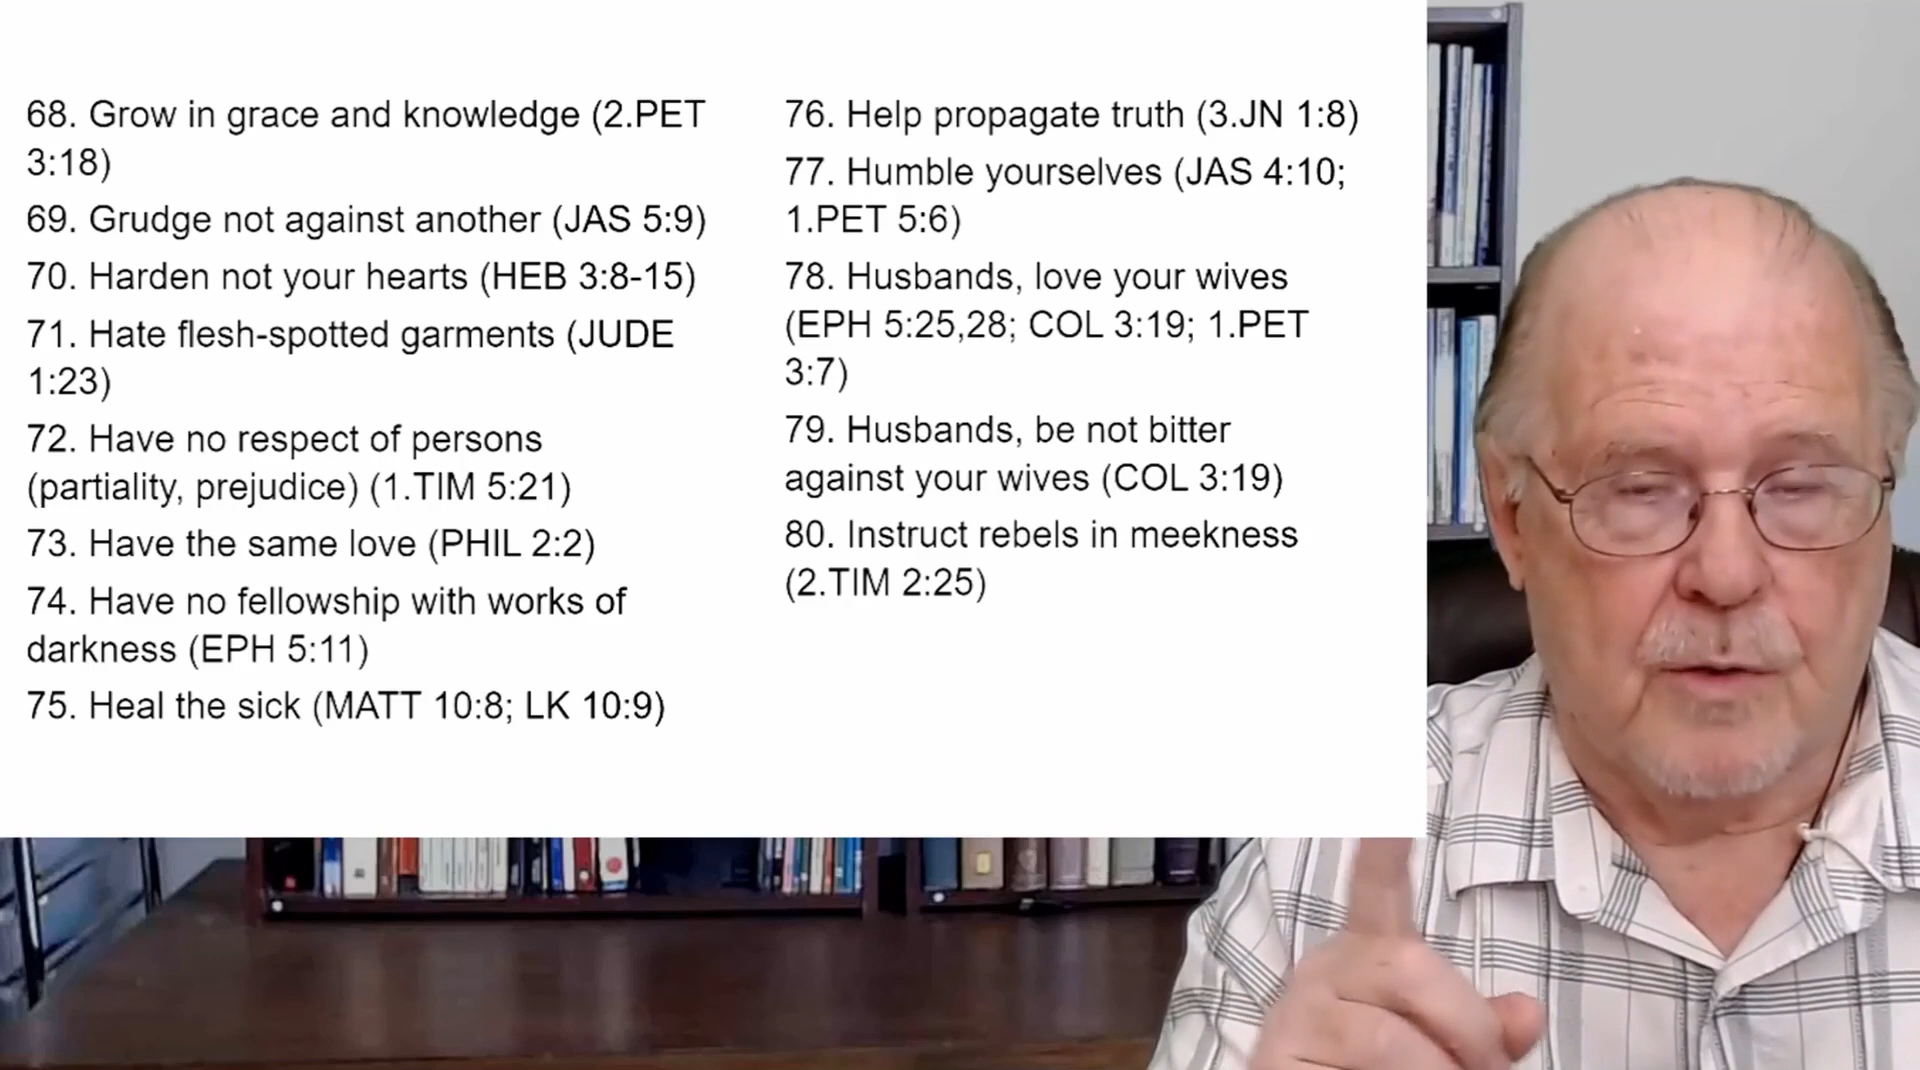 68. Grow in grace and knowledge (2.PET
3:18)
69. Grudge not against another (JAS 5:9)
70. Harden not your hearts (HEB 3:8-15)
71. Hate flesh-spotted garments (JUDE
1:23)
72. Have no respect of persons
(partiality, prejudice) (1.TIM 5:21)
73. Have the same love (PHIL 2:2)
74. Have no fellowship with works of
darkness (EPH 5:11)
75. Heal the sick (MATT 10:8; LK 10:9)
76. Help propagate truth (3.JN 1:8)
77. Humble yourselves (JAS 4:10;
1.PET 5:6)
78. Husbands, love your wives
(EPH 5:25,28; COL 3:19; 1.PET
3:7)
79. Husbands, be not bitter
against your wives (COL 3:19)
80. Instruct rebels in meekness
(2.TIM 2:25)